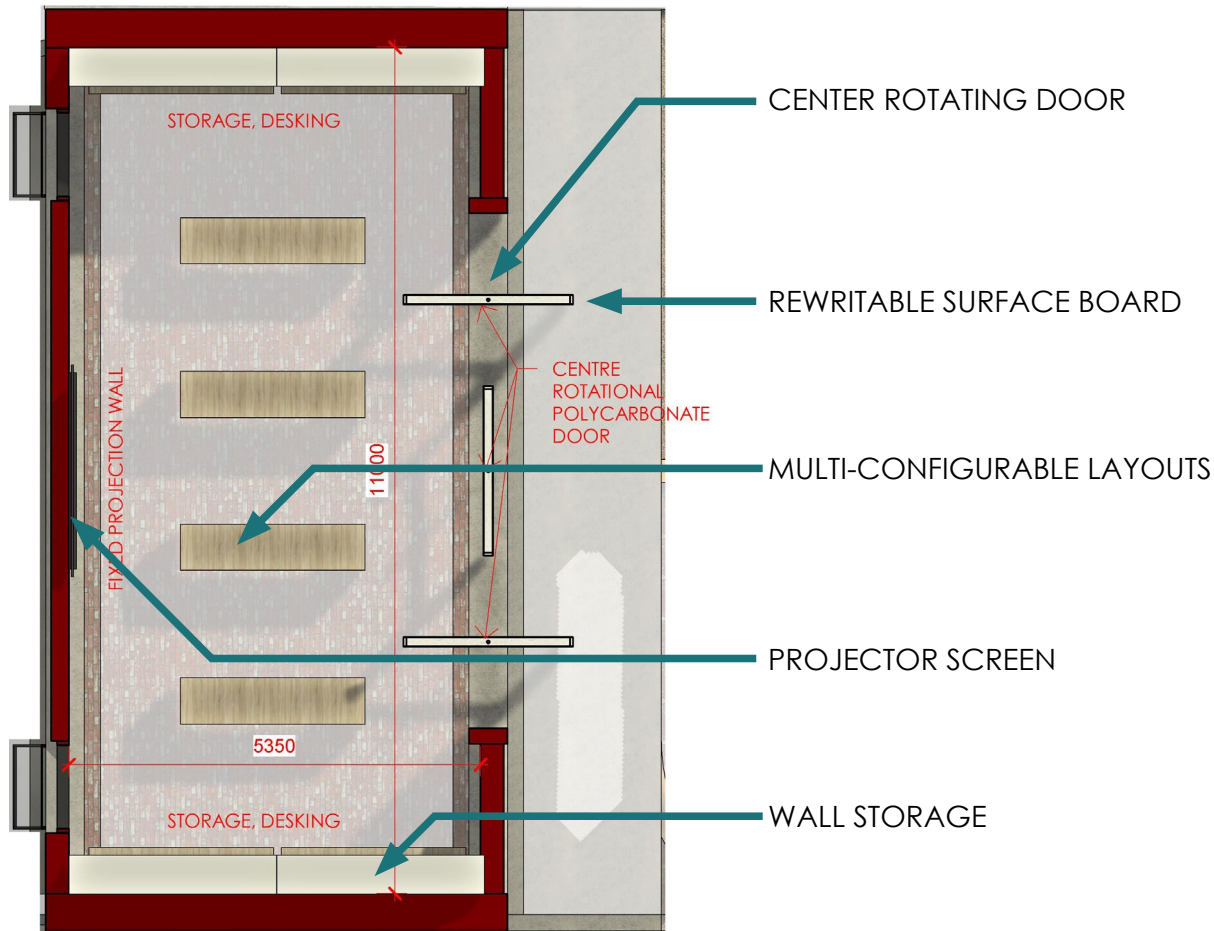 CENTER ROTATING DOOR
STORAGE, DESKING
REWRITABLE SURFACE BOARD
CENTRE
ROTATIONAL
POLYCARBONATE
DOOR
FIXED PROJECTION WALL
11000
MULTI-CONFIGURABLE LAYOUTS
PROJECTOR SCREEN
5350
STORAGE, DESKING
WALL STORAGE